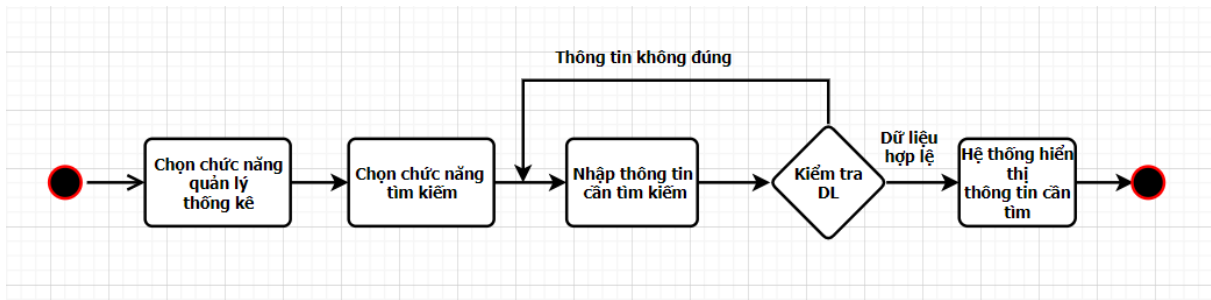 Thông tin không đúng
Chọn chức năng
quản lý
thống kê
Chọn chức năng
tìm kiếm
Nhập thông tin
cần tìm kiếm
Kiểm tra
DL
Dữ liệu
hợp lệ
Hệ thống hiển
thị
thông tin cần
tìm